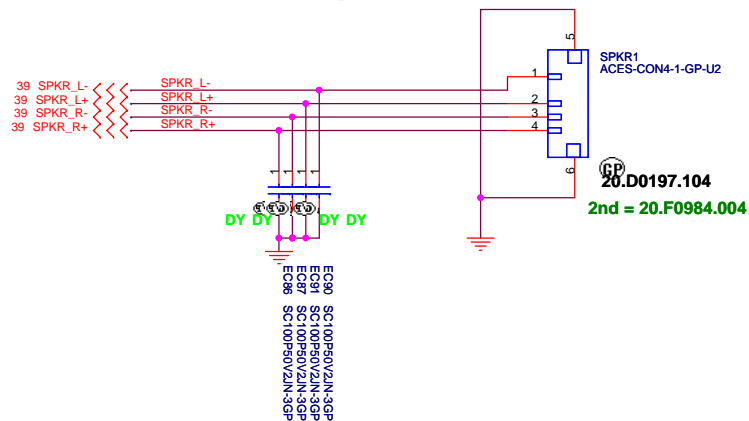 SPKR1
ACES-CON4-1-GP-U2
5
1
39 SPKR_L- SPKR_L-
39 SPKR_L+ SPKR_L+
39 SPKR_R- SPKR_R-
39 SPKR_R+ SPKR_R+
2
3
4
6
1
1
1
1
GP
20.D0197.104
2nd = 20.F0984.004
DY DY DY DY
EC86 SC100P50V2JN-3GP
EC87 SC100P50V2JN-3GP
EC91 SC100P50V2JN-3GP
EC90 SC100P50V2JN-3GP